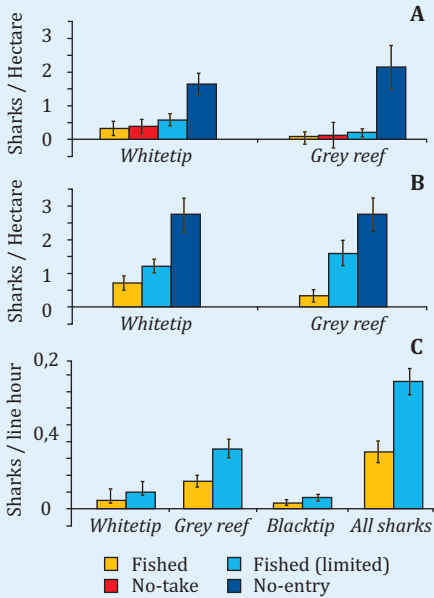 A
Sharks / Hectare
3
2
1
0
Whitetip Grey reef
B
Sharks / Hectare
3
2
1
0
Whitetip Grey reef
C
Sharks / line hour
0,2
0,4
0
Whitetip Grey reef Blacktip All sharks
Fished Fished (limited)
No-take No-entry